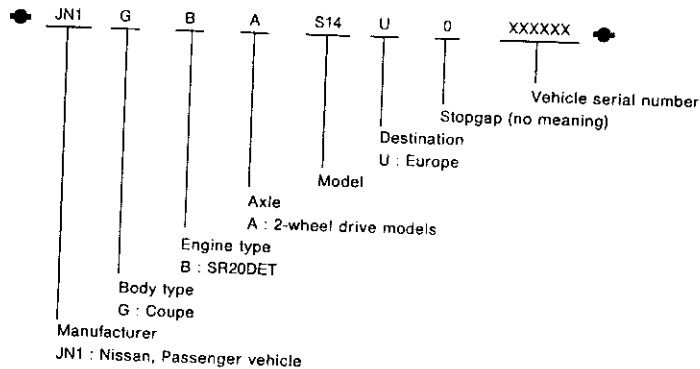 JN1 G B A S14 U 0 XXXXXX
Vehicle serial number
Stopgap (no meaning)
Destination
U : Europe
Model
Axle
A : 2-wheel drive models
Engine type
B : SR20DET
Body type
G : Coupe
Manufacturer
JN1 : Nissan, Passenger vehicle